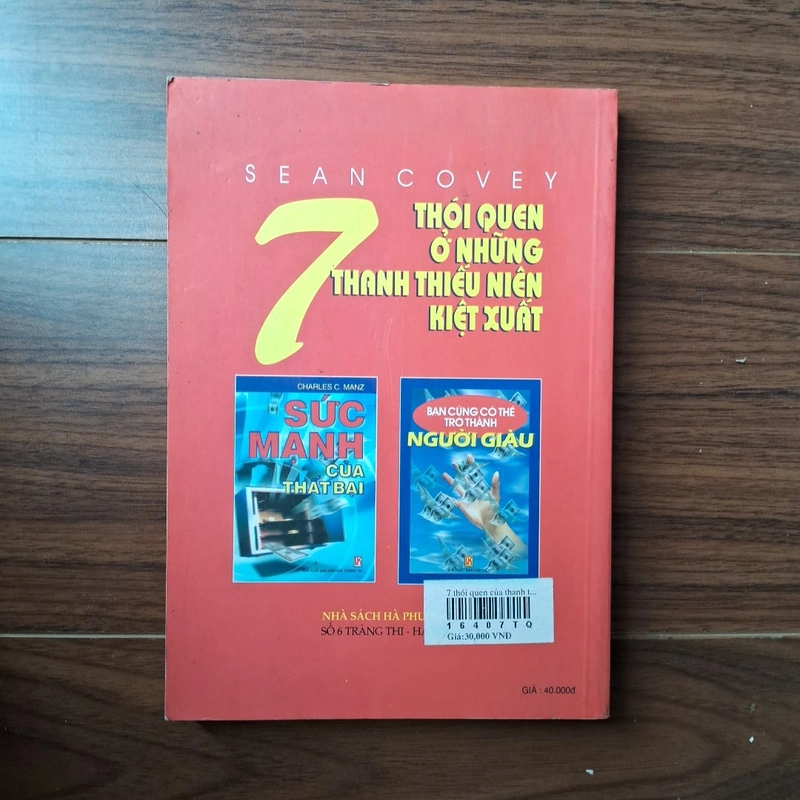 SEAN COVEY
7
THÓI QUEN
Ở NHỮNG
THANH THIẾU NIÊN
KIỆT XUẤT
CHARLES C. MANZ
SỨC
MẠNH
CỦA
THẤT BẠI
BẠN CŨNG CÓ THỂ
TRỞ THÀNH
NGƯỜI GIÀU
7 thói quen của thanh t...
16407TQ
Giá:30,000 VNĐ
NHÀ SÁCH HÀ
SỐ 6 TRÀNG THI -
GIÁ : 40.000đ